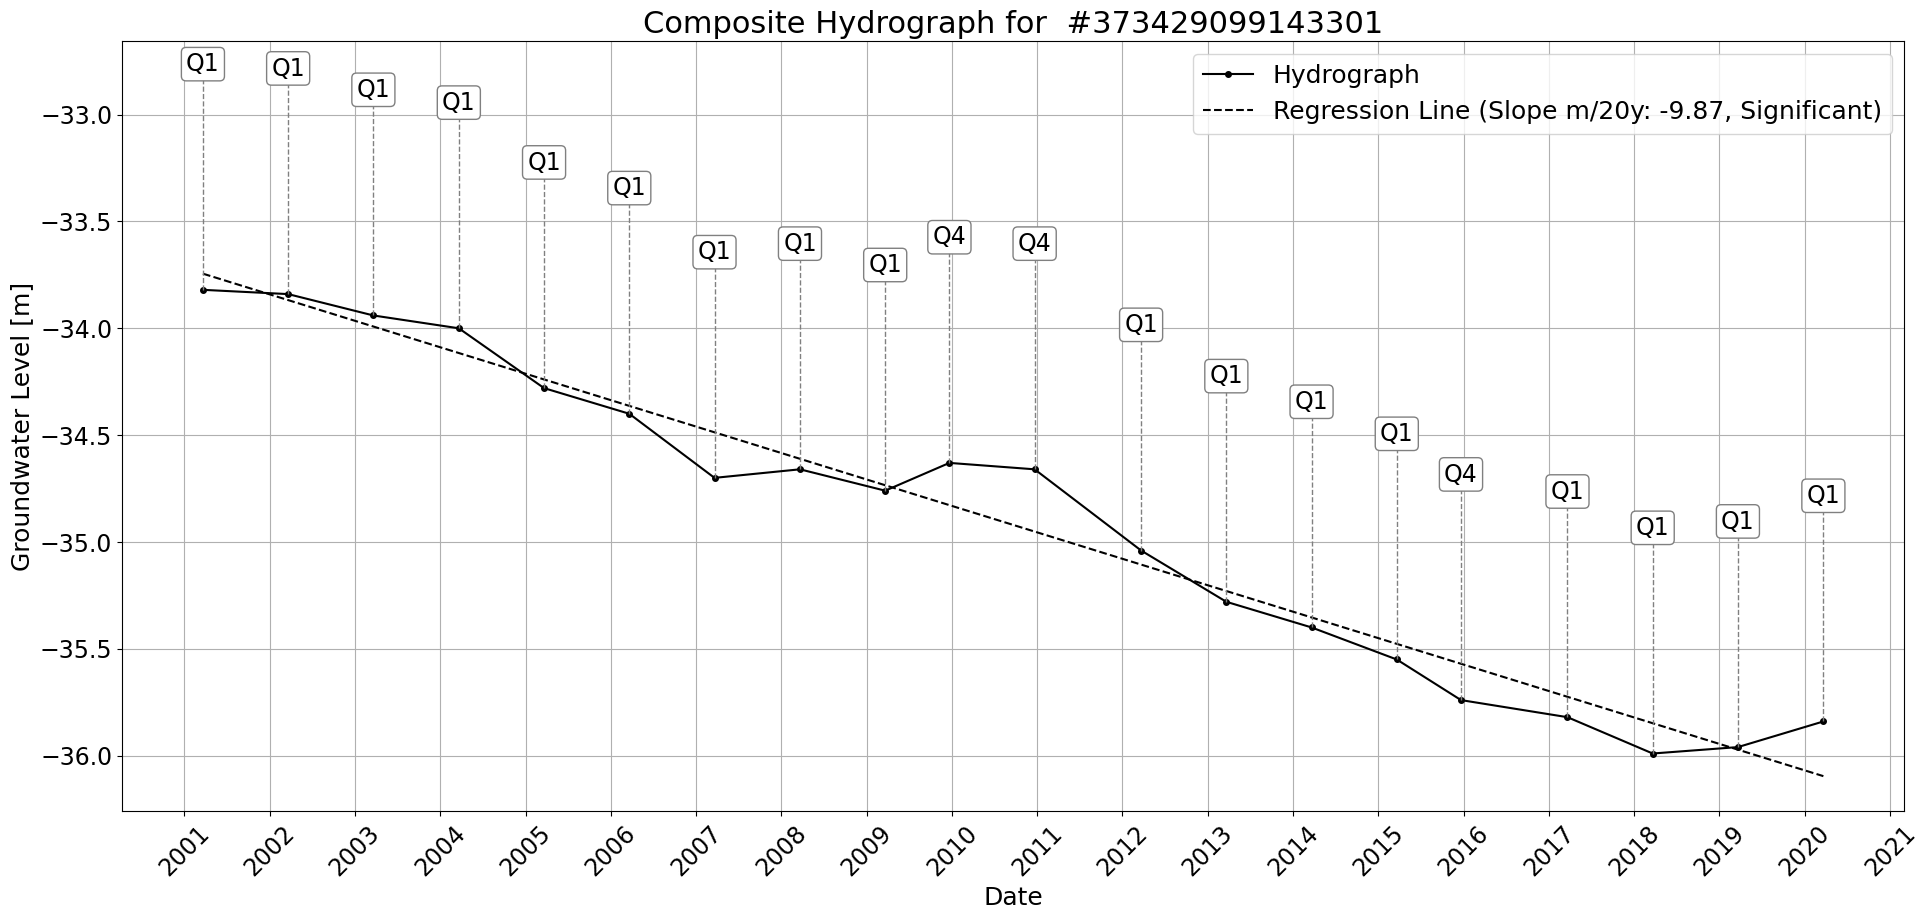 Composite Hydrograph for  #373429099143301
Hydrograph
Regression Line (Slope m/20y: -9.87, Significant)
Q1
Q1
Q1
Q1
Q1
Q1
Q1
Q1
Q1
Q4
Q4
Q1
Q1
Q1
Q1
Q4
Q1
Q1
Q1
Q1
Groundwater Level [m]
−33.0
−33.5
−34.0
−34.5
−35.0
−35.5
−36.0
2001
2002
2003
2004
2005
2006
2007
2008
2009
2010
2011
2012
2013
2014
2015
2016
2017
2018
2019
2020
2021
Date